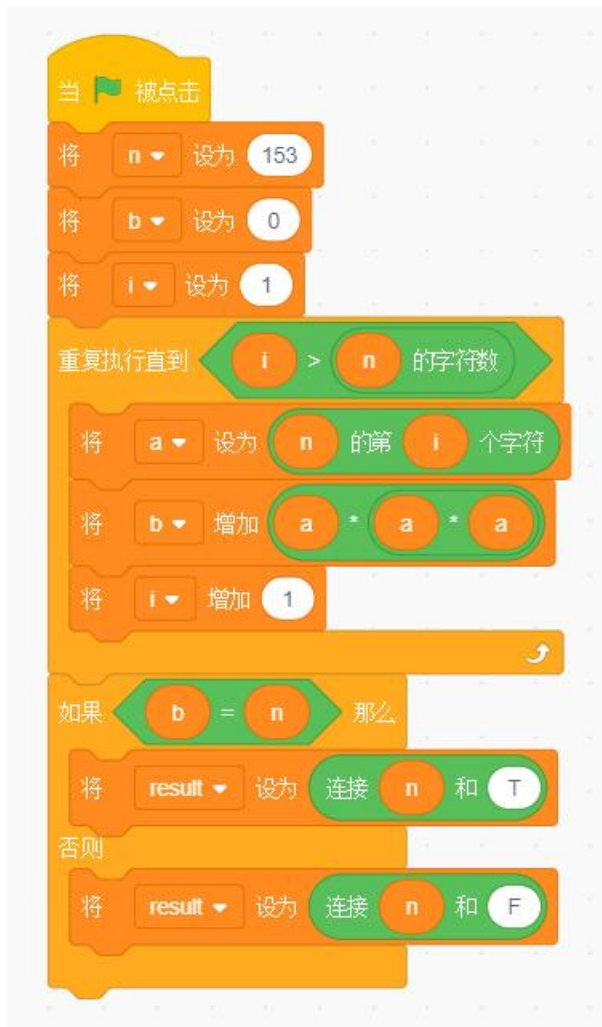 当 被点击
将 n 设为 153
将 b 设为 0
将 i 设为 1
重复执行直到 i > n 的字符数
将 a 设为 n 的第 i 个字符
将 b 增加 a * a * a
将 i 增加 1
如果 b = n 那么
将 result 设为 连接 n 和 T
否则
将 result 设为 连接 n 和 F